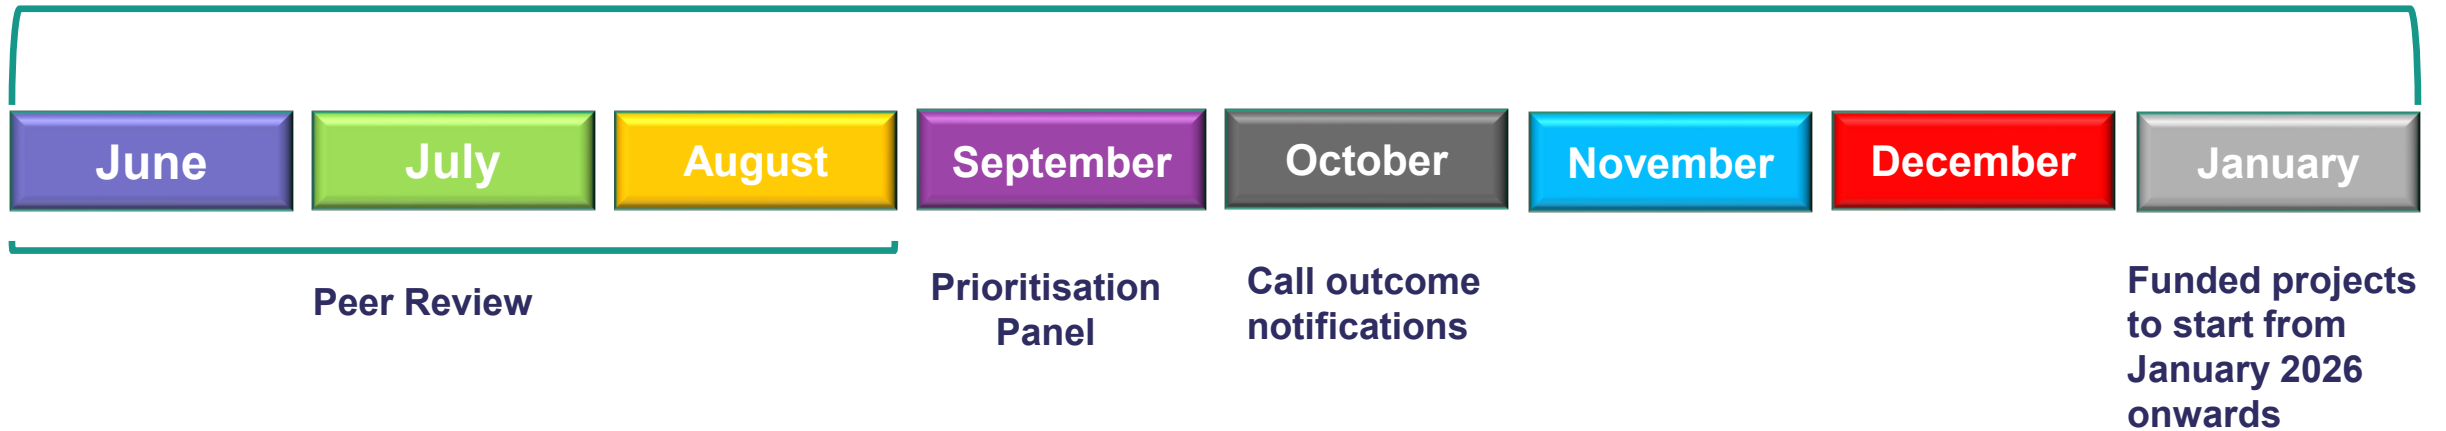 June
July
August
September
October
November
December
January
Peer Review
Prioritisation
Panel
Call outcome
notifications
Funded projects
to start from
January 2026
onwards